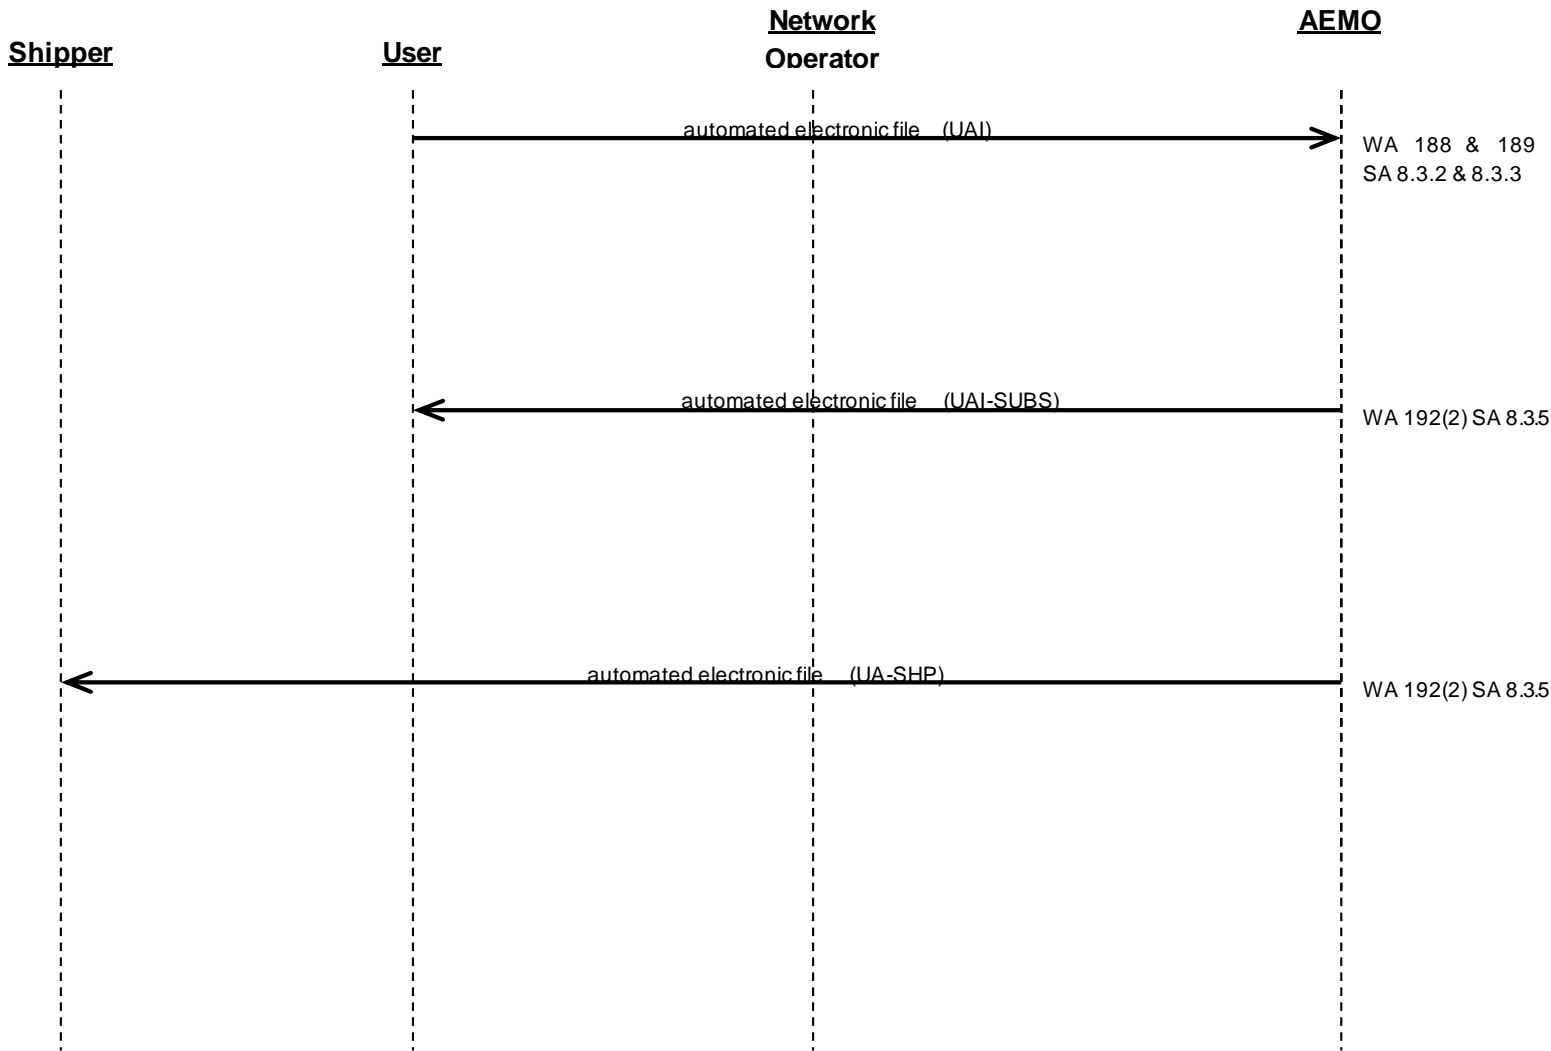 Shipper
User
Network
Operator
AEMO
automated electronic file (UAI)
WA 188 & 189
SA 8.3.2 & 8.3.3
automated electronic file (UAI-SUBS)
WA 192(2) SA 8.3.5
automated electronic file (UA-SHP)
WA 192(2) SA 8.3.5